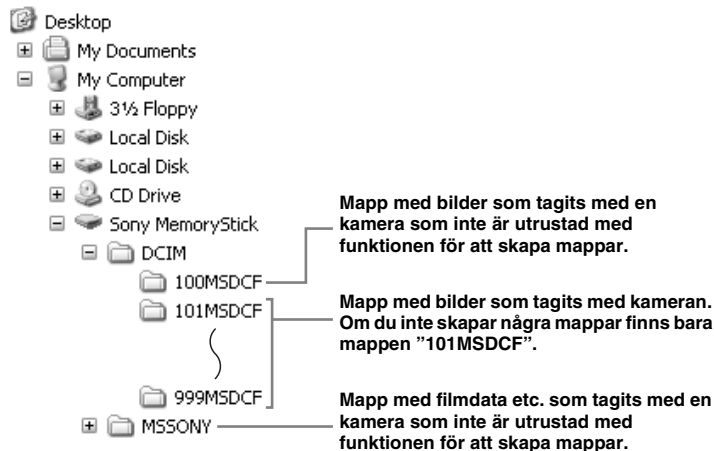 Desktop
My Documents
My Computer
3½ Floppy
Local Disk
Local Disk
CD Drive
Sony MemoryStick
DCIM
100MSDCF
101MSDCF
999MSDCF
MSSONY
Mapp med bilder som tagits med en
kamera som inte är utrustad med
funktionen för att skapa mappar.
Mapp med bilder som tagits med kameran.
Om du inte skapar några mappar finns bara
mappen ”101MSDCF”.
Mapp med filmdata etc. som tagits med en
kamera som inte är utrustad med
funktionen för att skapa mappar.